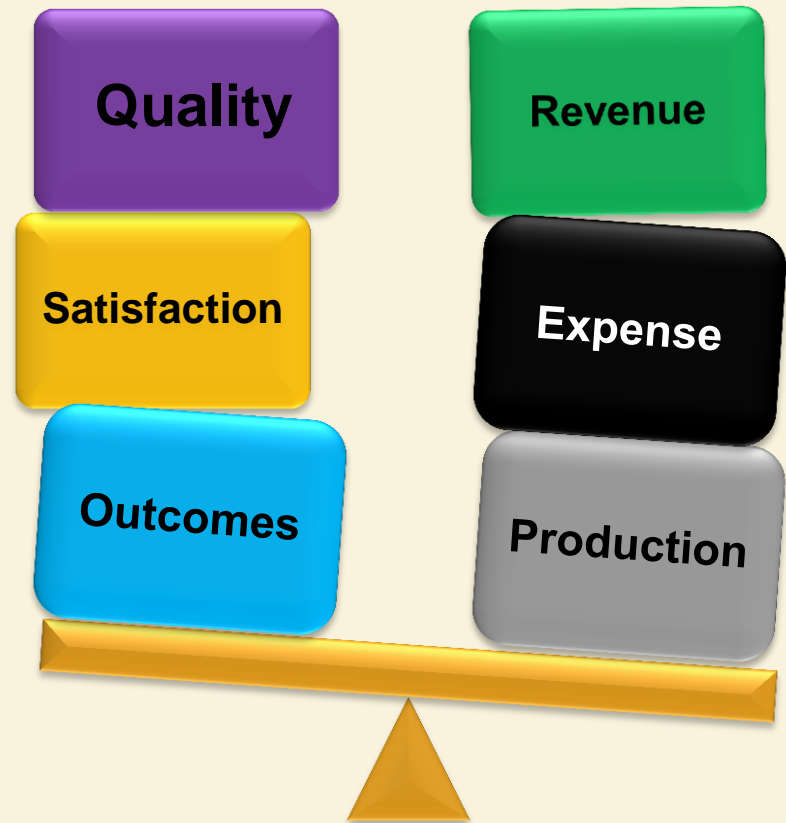 Quality
Satisfaction
Outcomes
Revenue
Expense
Production